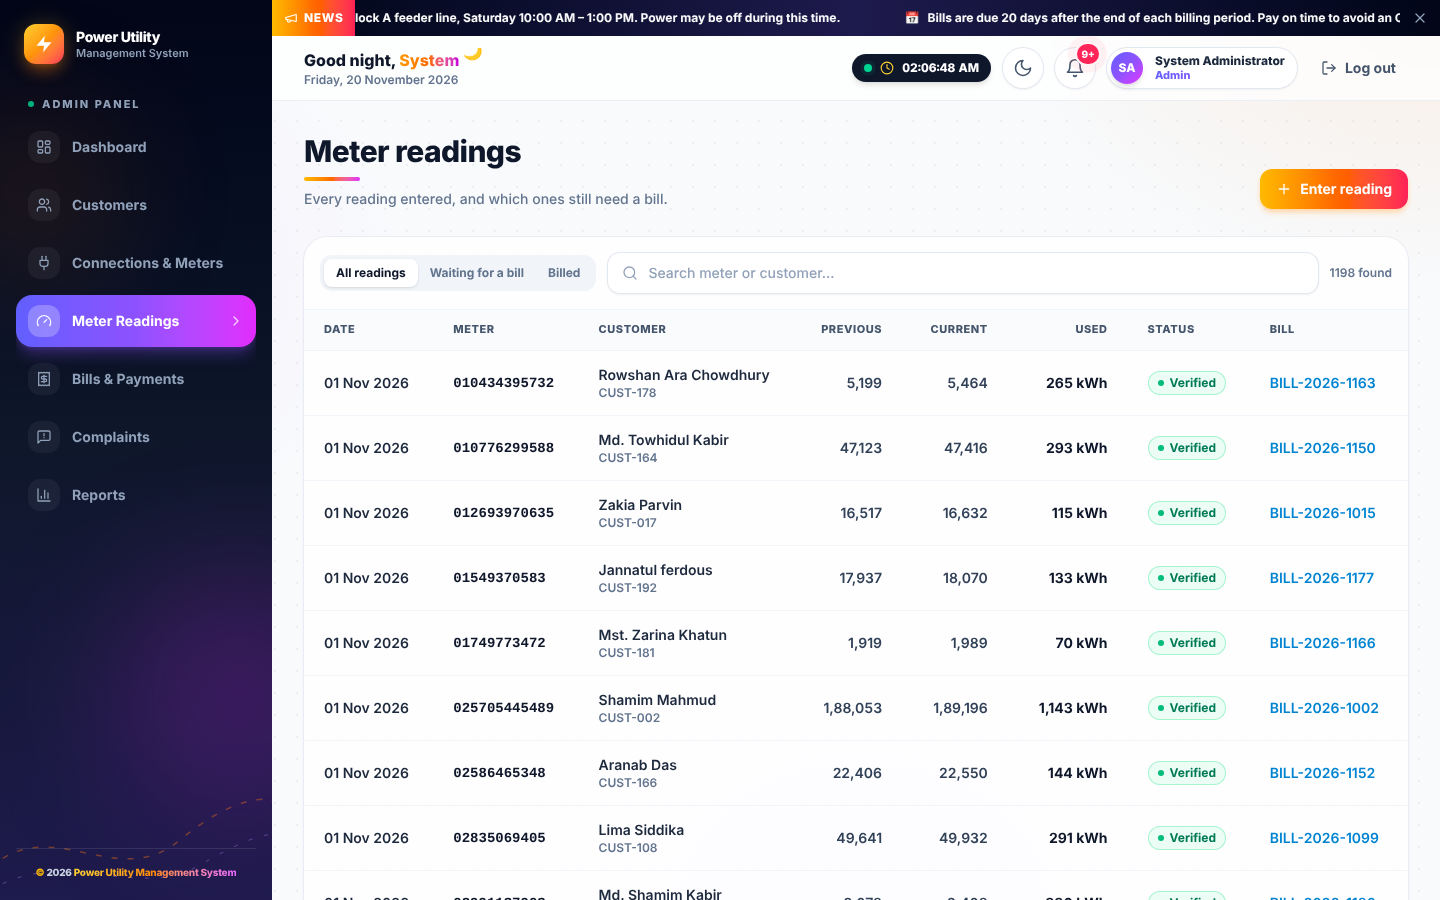 Power Utility
Management System
ADMIN PANEL
Dashboard
Customers
Connections & Meters
Meter Readings
Bills & Payments
Complaints
Reports
© 2026 Power Utility Management System
NEWS
lock A feeder line, Saturday 10:00 AM – 1:00 PM. Power may be off during this time.
Bills are due 20 days after the end of each billing period. Pay on time to avoid an
Good night, System
Friday, 20 November 2026
02:06:48 AM
9+
SA
System Administrator
Admin
Log out
Meter readings
Every reading entered, and which ones still need a bill.
Enter reading
All readings
Waiting for a bill
Billed
Search meter or customer...
1198 found
DATE METER CUSTOMER PREVIOUS CURRENT USED STATUS BILL
01 Nov 2026 010434395732 Rowshan Ara Chowdhury 5,199 5,464 265 kWh Verified BILL-2026-1163
CUST-178
01 Nov 2026 010776299588 Md. Towhidul Kabir 47,123 47,416 293 kWh Verified BILL-2026-1150
CUST-164
01 Nov 2026 012693970635 Zakia Parvin 16,517 16,632 115 kWh Verified BILL-2026-1015
CUST-017
01 Nov 2026 01549370583 Jannatul ferdous 17,937 18,070 133 kWh Verified BILL-2026-1177
CUST-192
01 Nov 2026 01749773472 Mst. Zarina Khatun 1,919 1,989 70 kWh Verified BILL-2026-1166
CUST-181
01 Nov 2026 025705445489 Shamim Mahmud 1,88,053 1,89,196 1,143 kWh Verified BILL-2026-1002
CUST-002
01 Nov 2026 02586465348 Aranab Das 22,406 22,550 144 kWh Verified BILL-2026-1152
CUST-166
01 Nov 2026 02835069405 Lima Siddika 49,641 49,932 291 kWh Verified BILL-2026-1099
CUST-108
Md. Shamim Kabir